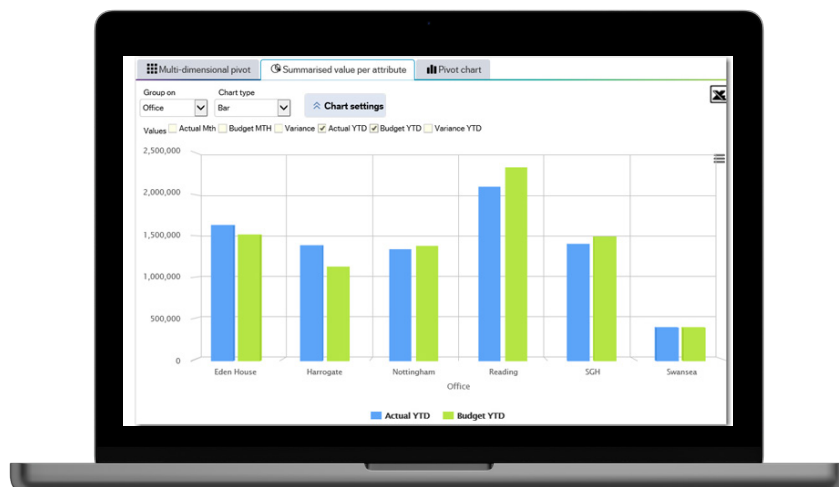 Multi-dimensional pivot Summarised value per attribute Pivot chart
Group on Chart type
Office Bar Chart settings
Values Actual Mth Budget MTH Variance Actual YTD Budget YTD Variance YTD
2,500,000
2,000,000
1,500,000
1,000,000
500,000
0
Eden House Harrogate Nottingham Reading SGH Swansea
Office
Actual YTD Budget YTD